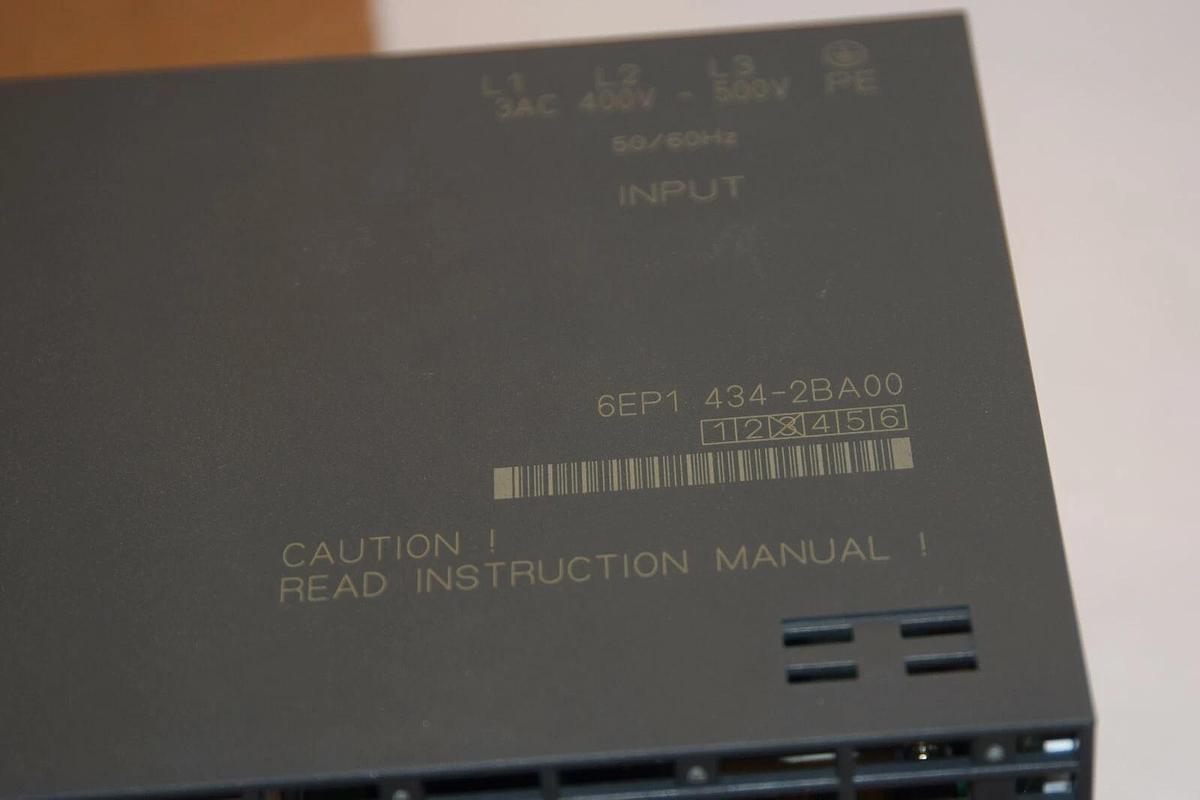 L1 L2 L3
3AC 400V - 500V PE
50/60Hz
INPUT
6EP1 434-2BA00
1 2 3 4 5 6
CAUTION !
READ INSTRUCTION MANUAL !